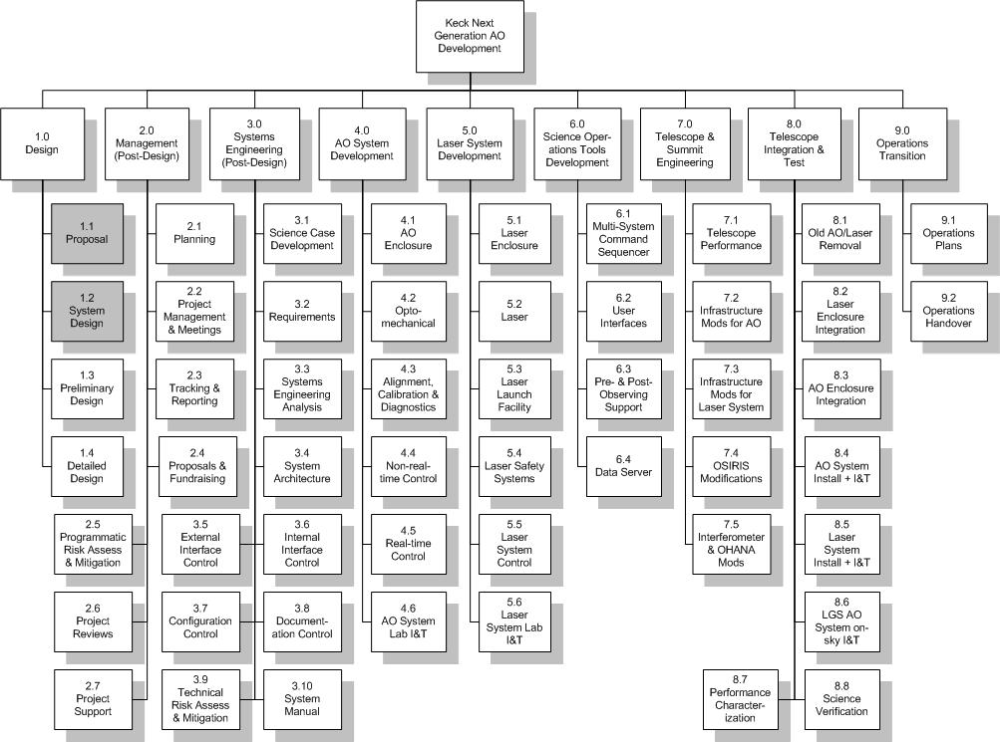 Keck Next
Generation AO
Development
1.0
Design
2.0
Management
(Post-Design)
3.0
Systems
Engineering
(Post-Design)
4.0
AO System
Development
5.0
Laser System
Development
6.0
Science Oper-
ations Tools
Development
7.0
Telescope &
Summit
Engineering
8.0
Telescope
Integration &
Test
9.0
Operations
Transition
1.1
Proposal
2.1
Planning
3.1
Science Case
Development
4.1
AO
Enclosure
5.1
Laser
Enclosure
6.1
Multi-System
Command
Sequencer
7.1
Telescope
Performance
8.1
Old AO/Laser
Removal
9.1
Operations
Plans
1.2
System
Design
2.2
Project
Management
& Meetings
3.2
Requirements
4.2
Opto-
mechanical
5.2
Laser
6.2
User
Interfaces
7.2
Infrastructure
Mods for AO
8.2
Laser
Enclosure
Integration
9.2
Operations
Handover
1.3
Preliminary
Design
2.3
Tracking &
Reporting
3.3
Systems
Engineering
Analysis
4.3
Alignment,
Calibration &
Diagnostics
5.3
Laser
Launch
Facility
6.3
Pre- & Post-
Observing
Support
7.3
Infrastructure
Mods for
Laser System
8.3
AO Enclosure
Integration
1.4
Detailed
Design
2.4
Proposals &
Fundraising
3.4
System
Architecture
4.4
Non-real-
time Control
5.4
Laser Safety
Systems
6.4
Data Server
7.4
OSIRIS
Modifications
8.4
AO System
Install + I&T
2.5
Programmatic
Risk Assess
& Mitigation
3.5
External
Interface
Control
3.6
Internal
Interface
Control
4.5
Real-time
Control
5.5
Laser
System
Control
7.5
Interferometer
& OHANA
Mods
8.5
Laser
System
Install + I&T
2.6
Project
Reviews
3.7
Configuration
Control
3.8
Document-
ation Control
4.6
AO System
Lab I&T
5.6
Laser
System Lab
I&T
8.6
LGS AO
System on-
sky I&T
2.7
Project
Support
3.9
Technical
Risk Assess
& Mitigation
3.10
System
Manual
8.7
Performance
Character-
ization
8.8
Science
Verification